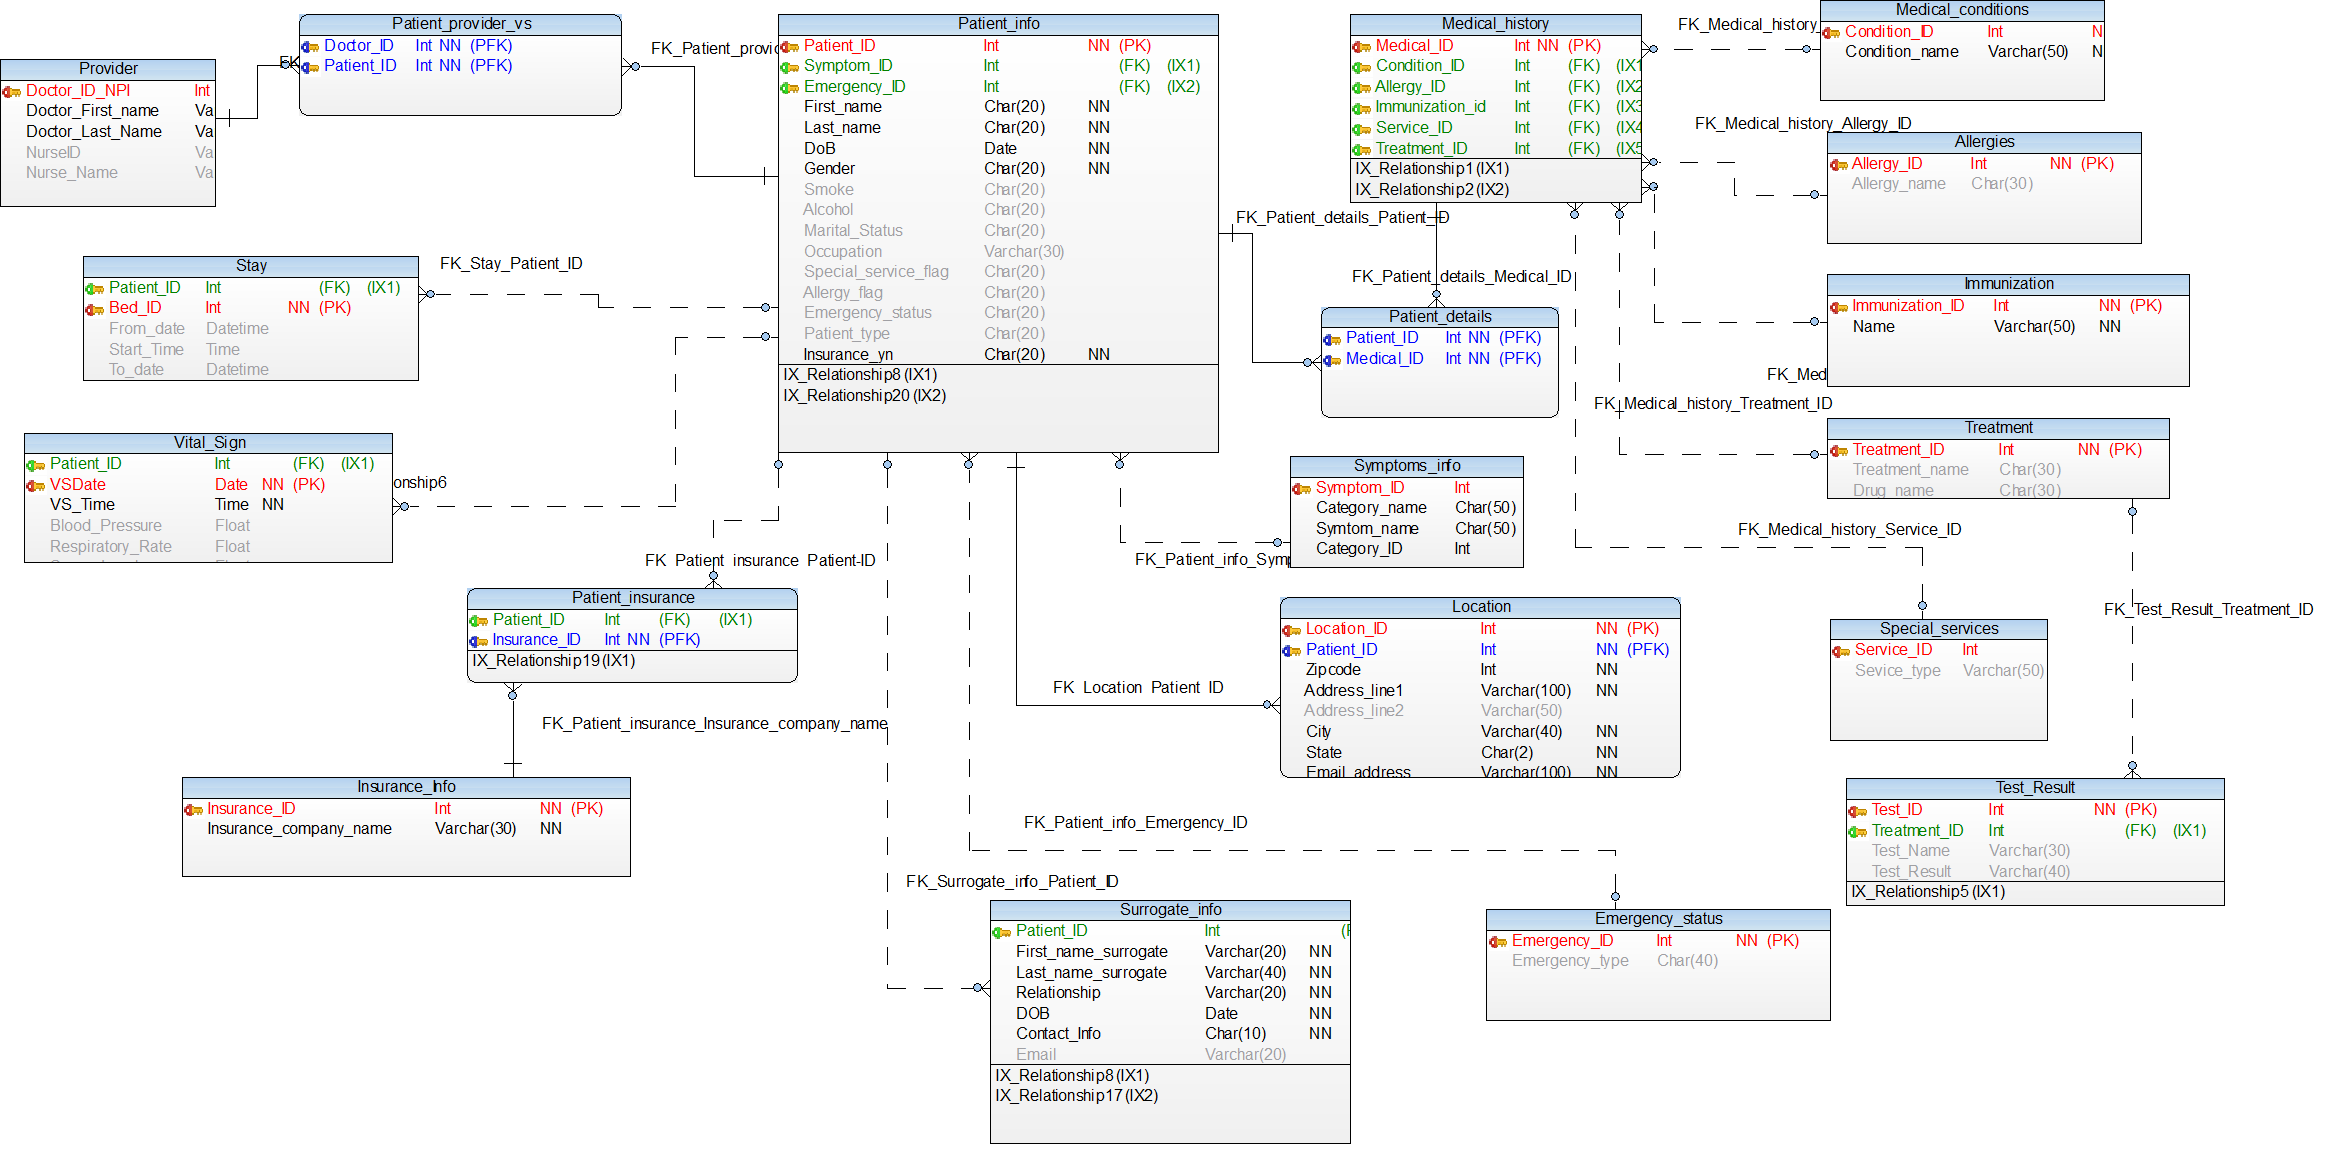 Provider
Doctor_ID_NPI Int
Doctor_First_name Va
Doctor_Last_Name Va
NurseID Va
Nurse_Name Va
FK
Patient_provider_vs
Doctor_ID Int NN (PFK)
Patient_ID Int NN (PFK)
FK_Patient_provid
Patient_info
Patient_ID Int NN (PK)
Symptom_ID Int (FK) (IX1)
Emergency_ID Int (FK) (IX2)
First_name Char(20) NN
Last_name Char(20) NN
DoB Date NN
Gender Char(20) NN
Smoke Char(20)
Alcohol Char(20)
Marital_Status Char(20)
Occupation Varchar(30)
Special_service_flag Char(20)
Allergy_flag Char(20)
Emergency_status Char(20)
Patient_type Char(20)
Insurance_yn Char(20) NN
IX_Relationship8 (IX1)
IX_Relationship20 (IX2)
Medical_history
Medical_ID Int NN (PK)
Condition_ID Int (FK) (IX1
Allergy_ID Int (FK) (IX2
Immunization_id Int (FK) (IX3
Service_ID Int (FK) (IX4
Treatment_ID Int (FK) (IX5
IX_Relationship1 (IX1)
IX_Relationship2 (IX2)
FK_Medical_history_
Medical_conditions
Condition_ID Int N
Condition_name Varchar(50) N
FK_Medical_history_Allergy_ID
Allergies
Allergy_ID Int NN (PK)
Allergy_name Char(30)
FK_Patient_details_Patient_ID
FK_Patient_details_Medical_ID
Patient_details
Patient_ID Int NN (PFK)
Medical_ID Int NN (PFK)
Immunization
Immunization_ID Int NN (PK)
Name Varchar(50) NN
FK_Med
FK_Medical_history_Treatment_ID
Treatment
Treatment_ID Int NN (PK)
Treatment_name Char(30)
Drug_name Char(30)
Stay
Patient_ID Int (FK) (IX1)
Bed_ID Int NN (PK)
From_date Datetime
Start_Time Time
To_date Datetime
FK_Stay_Patient_ID
Vital_Sign
Patient_ID Int (FK) (IX1)
VSDate Date NN (PK)
VS_Time Time NN
Blood_Pressure Float
Respiratory_Rate Float
onship6
Symptoms_info
Symptom_ID Int
Category_name Char(50)
Symtom_name Char(50)
Category_ID Int
FK_Patient_info_Symp
FK_Medical_history_Service_ID
FK_Patient_insurance_Patient-ID
Patient_insurance
Patient_ID Int (FK) (IX1)
Insurance_ID Int NN (PFK)
IX_Relationship19 (IX1)
Location
Location_ID Int NN (PK)
Patient_ID Int NN (PFK)
Zipcode Int NN
Address_line1 Varchar(100) NN
Address_line2 Varchar(50)
City Varchar(40) NN
State Char(2) NN
Email_address Varchar(100) NN
FK_Location_Patient_ID
Special_services
Service_ID Int
Sevice_type Varchar(50)
FK_Test_Result_Treatment_ID
FK_Patient_insurance_Insurance_company_name
Insurance_Info
Insurance_ID Int NN (PK)
Insurance_company_name Varchar(30) NN
Test_Result
Test_ID Int NN (PK)
Treatment_ID Int (FK) (IX1)
Test_Name Varchar(30)
Test_Result Varchar(40)
IX_Relationship5 (IX1)
FK_Patient_info_Emergency_ID
FK_Surrogate_info_Patient_ID
Surrogate_info
Patient_ID Int (F
First_name_surrogate Varchar(20) NN
Last_name_surrogate Varchar(40) NN
Relationship Varchar(20) NN
DOB Date NN
Contact_Info Char(10) NN
Email Varchar(20)
IX_Relationship8 (IX1)
IX_Relationship17 (IX2)
Emergency_status
Emergency_ID Int NN (PK)
Emergency_type Char(40)